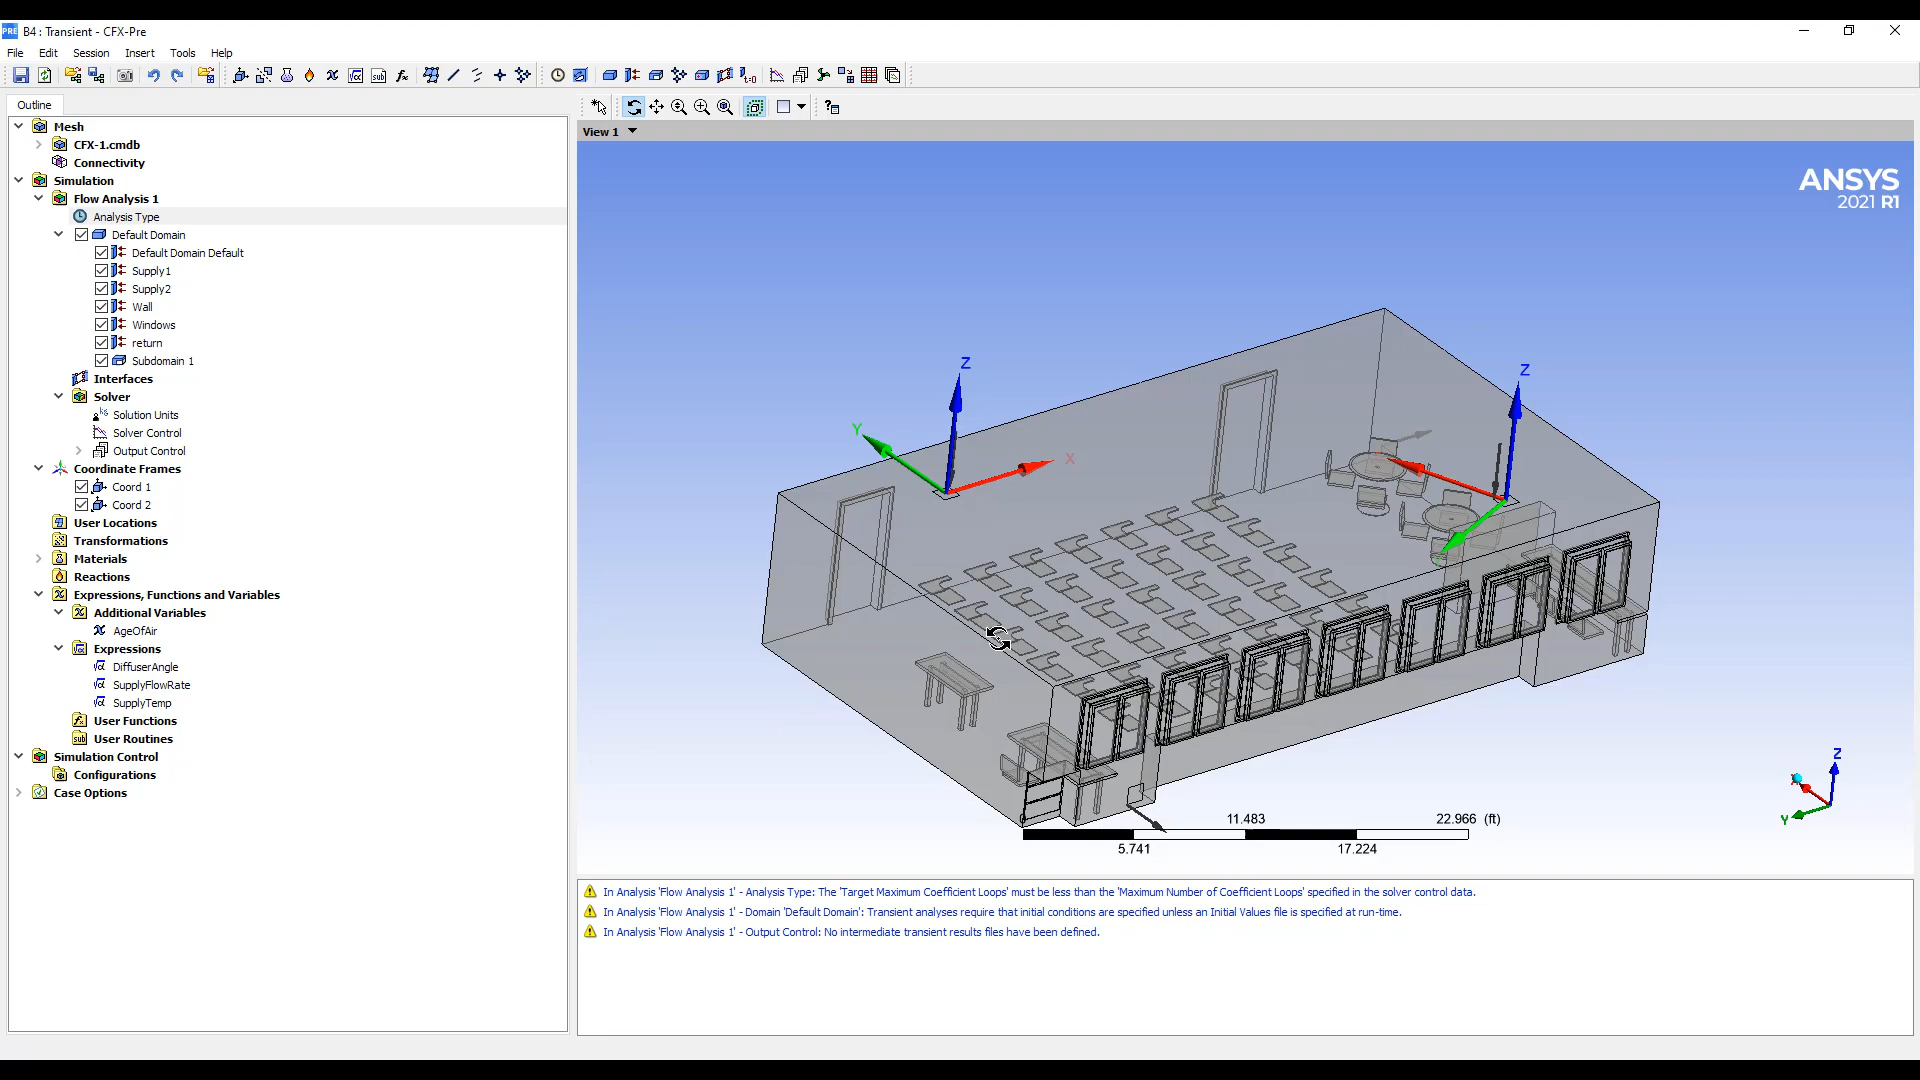 B4 : Transient - CFX-Pre
File Edit Session Insert Tools Help
Outline
Mesh
CFX-1.cmdb
Connectivity
Simulation
Flow Analysis 1
Analysis Type
Default Domain
Default Domain Default
Supply1
Supply2
Wall
Windows
return
Subdomain 1
Interfaces
Solver
Solution Units
Solver Control
Output Control
Coordinate Frames
Coord 1
Coord 2
User Locations
Transformations
Materials
Reactions
Expressions, Functions and Variables
Additional Variables
AgeOfAir
Expressions
DiffuserAngle
SupplyFlowRate
SupplyTemp
User Functions
User Routines
Simulation Control
Configurations
Case Options
View 1
ANSYS
2021 R1
Z
Y
X
Z
Z
Y
11.483 22.966 (ft)
5.741 17.224
In Analysis 'Flow Analysis 1' - Analysis Type: The 'Target Maximum Coefficient Loops' must be less than the 'Maximum Number of Coefficient Loops' specified in the solver control data.
In Analysis 'Flow Analysis 1' - Domain 'Default Domain': Transient analyses require that initial conditions are specified unless an Initial Values file is specified at run-time.
In Analysis 'Flow Analysis 1' - Output Control: No intermediate transient results files have been defined.